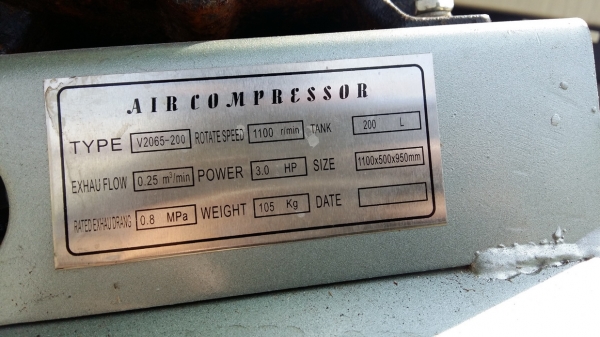 AIR COMPRESSOR
TYPE V2065-200 ROTATE SPEED 1100 r/min TANK 200 L
EXHAU FLOW 0.25 m³/min POWER 3.0 HP SIZE 1100x500x950mm
RATED EXHAU DRANG 0.8 MPa WEIGHT 105 Kg DATE